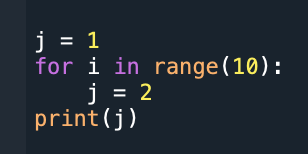 j = 1
for i in range(10):
    j = 2
print(j)